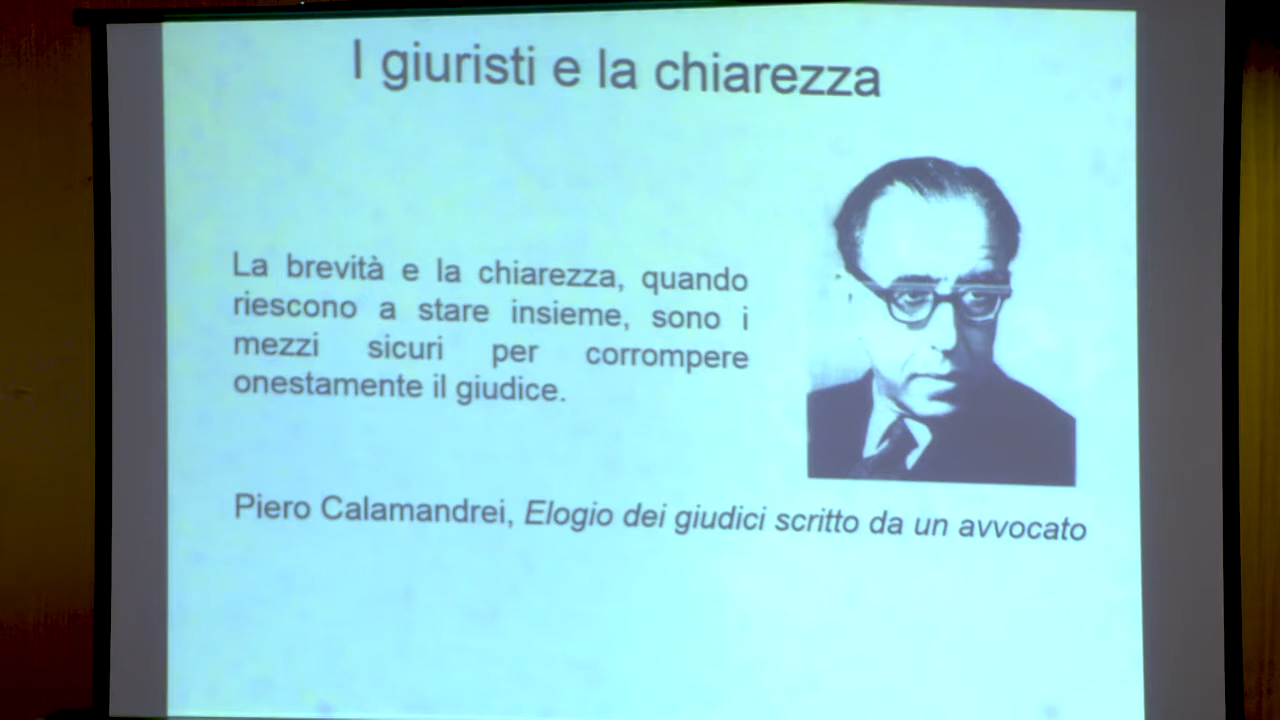 I giuristi e la chiarezza
La brevità e la chiarezza, quando
riescono a stare insieme, sono i
mezzi sicuri per corrompere
onestamente il giudice.
Piero Calamandrei, Elogio dei giudici scritto da un avvocato